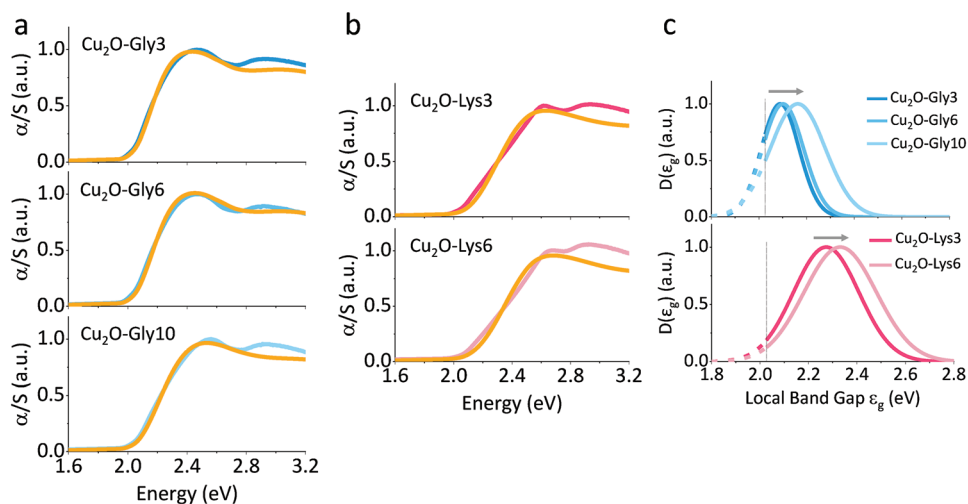 a
Cu₂O-Gly3
α/S (a.u.)
1.0
0.5
0.0
Cu₂O-Gly6
α/S (a.u.)
1.0
0.5
0.0
Cu₂O-Gly10
α/S (a.u.)
1.0
0.5
0.0
1.6 2.0 2.4 2.8 3.2
Energy (eV)
b
Cu₂O-Lys3
α/S (a.u.)
1.0
0.5
0.0
Cu₂O-Lys6
α/S (a.u.)
1.0
0.5
0.0
1.6 2.0 2.4 2.8 3.2
Energy (eV)
c
D(εg) (a.u.)
1.0
0.5
0.0
Cu₂O-Gly3
Cu₂O-Gly6
Cu₂O-Gly10
D(εg) (a.u.)
1.0
0.5
0.0
Cu₂O-Lys3
Cu₂O-Lys6
1.8 2.0 2.2 2.4 2.6 2.8
Local Band Gap εg (eV)